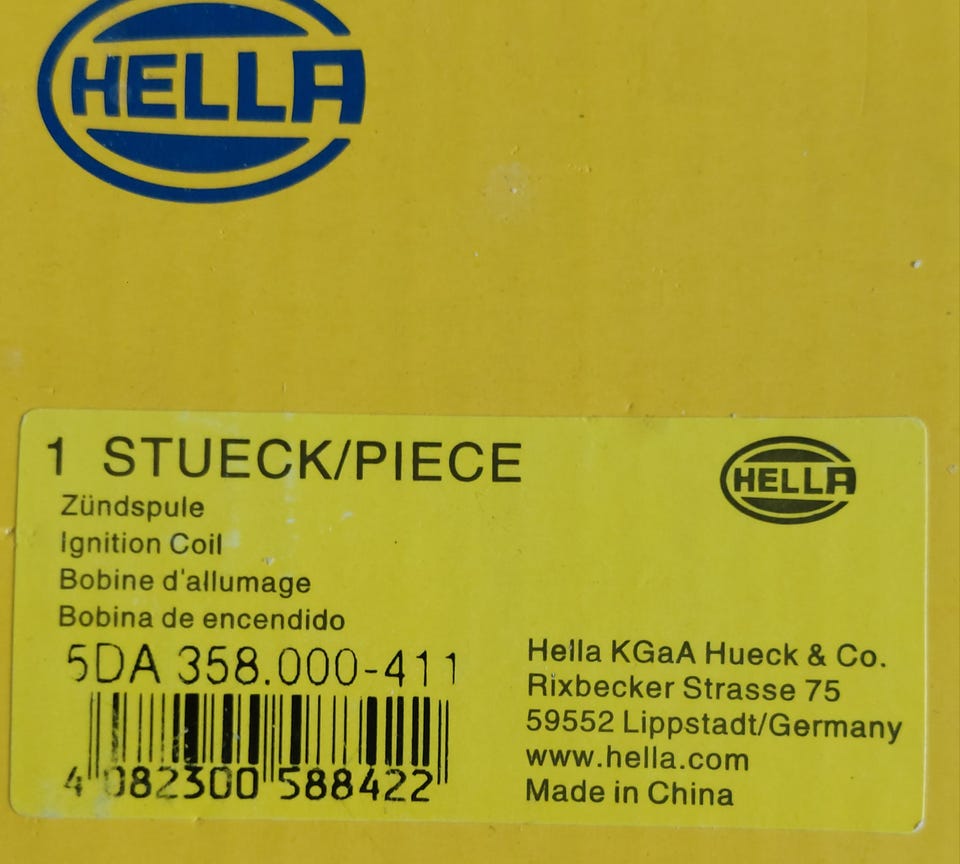 HELLA
1 STUECK/PIECE
HELLA
Zündspule
Ignition Coil
Bobine d'allumage
Bobina de encendido
5DA 358.000-411
4 082300 588422
Hella KGaA Hueck & Co.
Rixbecker Strasse 75
59552 Lippstadt/Germany
www.hella.com
Made in China